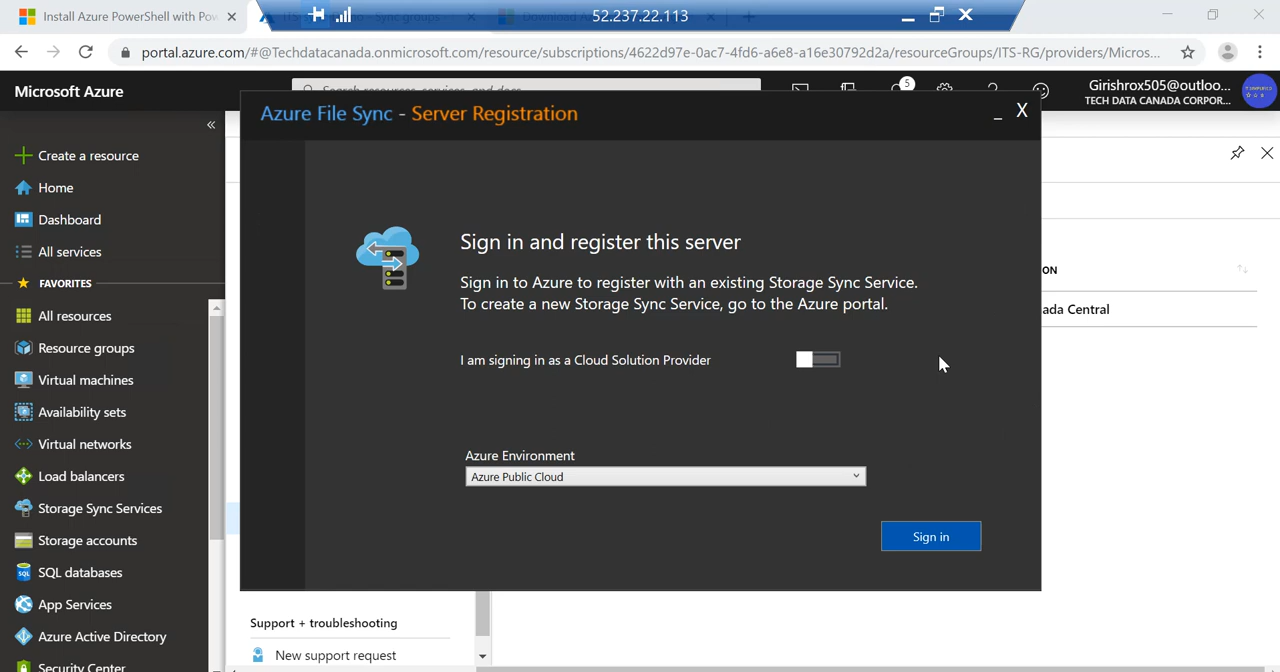 Install Azure PowerShell with Pow
52.237.22.113
portal.azure.com/#@Techdatacanada.onmicrosoft.com/resource/subscriptions/4622d97e-0ac7-4fd6-a6e8-a16e30792d2a/resourceGroups/ITS-RG/providers/Micros...
Microsoft Azure
5
Girishrox505@outloo...
TECH DATA CANADA CORPOR...
Azure File Sync - Server Registration
X
«
Create a resource
Home
Dashboard
All services
FAVORITES
All resources
Resource groups
Virtual machines
Availability sets
Virtual networks
Load balancers
Storage Sync Services
Storage accounts
SQL databases
App Services
Azure Active Directory
Security Center
Sign in and register this server
Sign in to Azure to register with an existing Storage Sync Service.
To create a new Storage Sync Service, go to the Azure portal.
I am signing in as a Cloud Solution Provider
Azure Environment
Azure Public Cloud
Sign in
ON
ada Central
Support + troubleshooting
New support request